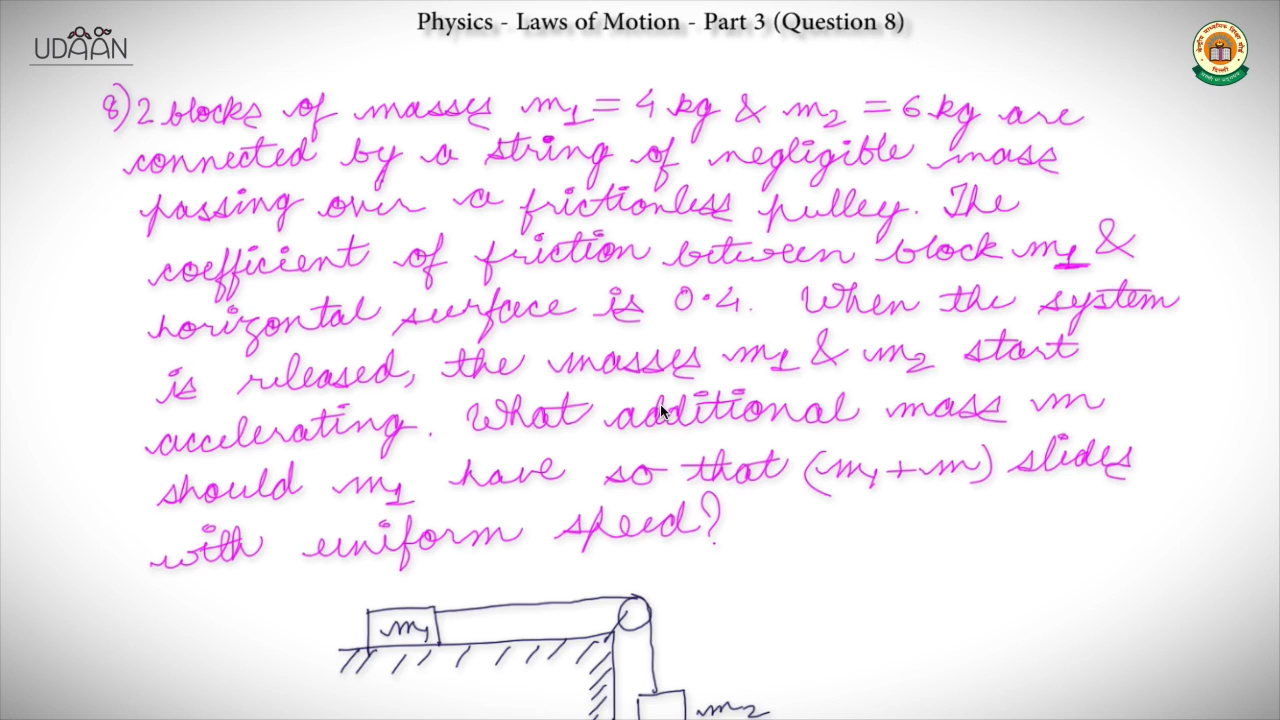 Physics - Laws of Motion - Part 3 (Question 8)
UDAAN
8) 2 blocks of masses m1 = 4 kg & m2 = 6 kg are
connected by a string of negligible mass
passing over a frictionless pulley. The
coefficient of friction between block m1 &
horizontal surface is 0.4. When the system
is released, the masses m1 & m2 start
accelerating. What additional mass m
should m1 have so that (m1 + m) slides
with uniform speed?
m1
m2